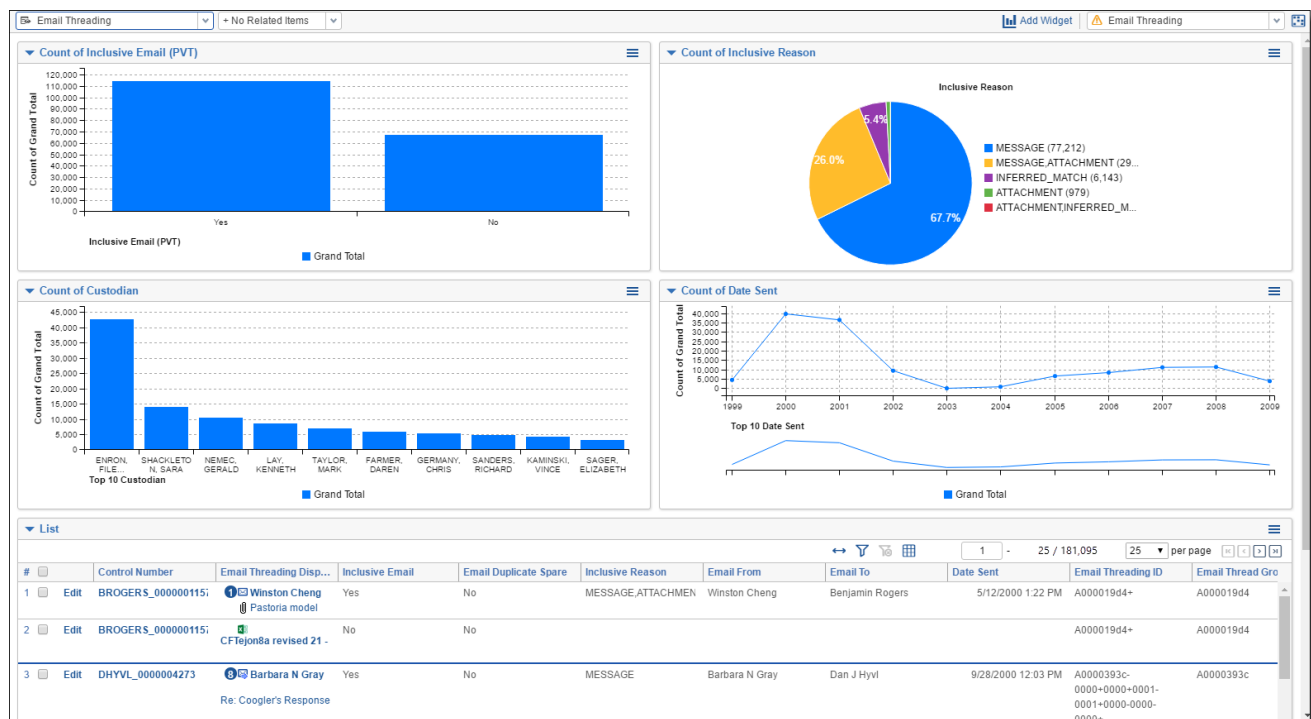 Email Threading
+ No Related Items
Add Widget
Email Threading
Count of Inclusive Email (PVT)
120,000
110,000
100,000
90,000
80,000
70,000
60,000
50,000
40,000
30,000
20,000
10,000
0
Count of Grand Total
Yes
No
Inclusive Email (PVT)
Grand Total
Count of Inclusive Reason
Inclusive Reason
5.4%
26.0%
67.7%
MESSAGE (77,212)
MESSAGE,ATTACHMENT (29...
INFERRED_MATCH (6,143)
ATTACHMENT (979)
ATTACHMENT,INFERRED_M...
Count of Custodian
45,000
40,000
35,000
30,000
25,000
20,000
15,000
10,000
5,000
0
Count of Grand Total
ENRON, FILE...
SHACKLETO N, SARA
NEMEC, GERALD
LAY, KENNETH
TAYLOR, MARK
FARMER, DAREN
GERMANY, CHRIS
SANDERS, RICHARD
KAMINSKI, VINCE
SAGER, ELIZABETH
Top 10 Custodian
Grand Total
Count of Date Sent
40,000
35,000
30,000
25,000
20,000
15,000
10,000
5,000
0
Count of Grand Total
1999 2000 2001 2002 2003 2004 2005 2006 2007 2008 2009
Top 10 Date Sent
Grand Total
List
1 - 25 / 181,095 25 per page
# Control Number Email Threading Disp... Inclusive Email Email Duplicate Spare Inclusive Reason Email From Email To Date Sent Email Threading ID Email Thread Gro
1 Edit BROGERS_0000001157 1 Winston Cheng Yes No MESSAGE,ATTACHMEN Winston Cheng Benjamin Rogers 5/12/2000 1:22 PM A000019d4+ A000019d4
Pastoria model
2 Edit BROGERS_0000001157 No No A000019d4+ A000019d4
CFTejon8a revised 21 -
3 Edit DHYVL_0000004273 8 Barbara N Gray Yes No MESSAGE Barbara N Gray Dan J Hyvl 9/28/2000 12:03 PM A0000393c- A0000393c
0000+0000+0001-
Re: Coogler's Response
0001+0000-0000-
0000+